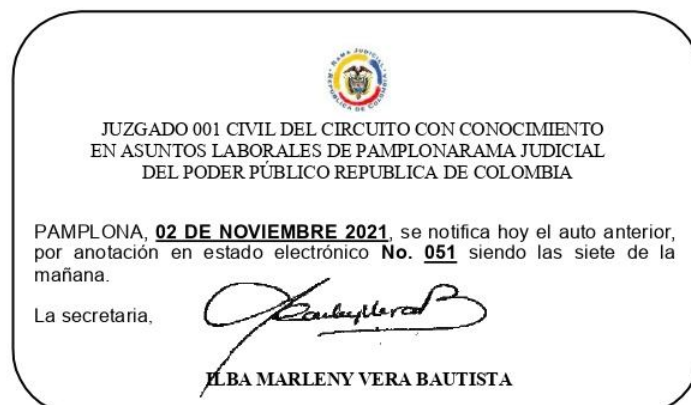 JUZGADO 001 CIVIL DEL CIRCUITO CON CONOCIMIENTO
EN ASUNTOS LABORALES DE PAMPLONARAMA JUDICIAL
DEL PODER PÚBLICO REPUBLICA DE COLOMBIA
PAMPLONA, 02 DE NOVIEMBRE 2021, se notifica hoy el auto anterior,
por anotación en estado electrónico No. 051 siendo las siete de la
mañana.
La secretaria,
ILBA MARLENY VERA BAUTISTA